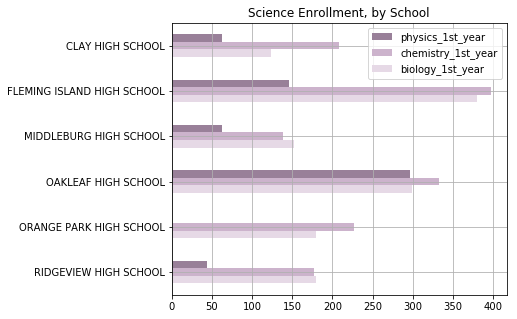 Science Enrollment, by School
physics_1st_year
chemistry_1st_year
biology_1st_year
CLAY HIGH SCHOOL
FLEMING ISLAND HIGH SCHOOL
MIDDLEBURG HIGH SCHOOL
OAKLEAF HIGH SCHOOL
ORANGE PARK HIGH SCHOOL
RIDGEVIEW HIGH SCHOOL
0 50 100 150 200 250 300 350 400